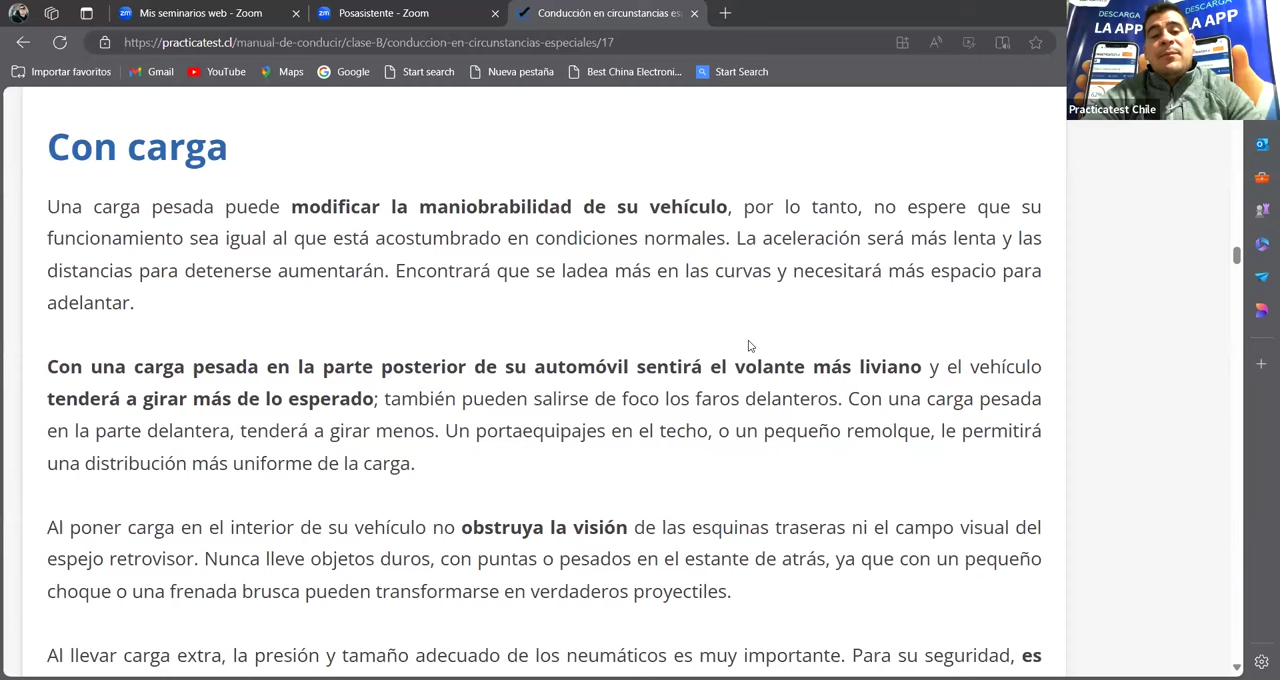 Mis seminarios web - Zoom
Posasistente - Zoom
Conducción en circunstancias es
https://practicatest.cl/manual-de-conducir/clase-B/conduccion-en-circunstancias-especiales/17
Importar favoritos
Gmail
YouTube
Maps
Google
Start search
Nueva pestaña
Best China Electroni...
Start Search
DESCARGA
LA APP
LA APP
Practicatest Chile
Con carga
Una carga pesada puede modificar la maniobrabilidad de su vehículo, por lo tanto, no espere que su
funcionamiento sea igual al que está acostumbrado en condiciones normales. La aceleración será más lenta y las
distancias para detenerse aumentarán. Encontrará que se ladea más en las curvas y necesitará más espacio para
adelantar.
Con una carga pesada en la parte posterior de su automóvil sentirá el volante más liviano y el vehículo
tenderá a girar más de lo esperado; también pueden salirse de foco los faros delanteros. Con una carga pesada
en la parte delantera, tenderá a girar menos. Un portaequipajes en el techo, o un pequeño remolque, le permitirá
una distribución más uniforme de la carga.
Al poner carga en el interior de su vehículo no obstruya la visión de las esquinas traseras ni el campo visual del
espejo retrovisor. Nunca lleve objetos duros, con puntas o pesados en el estante de atrás, ya que con un pequeño
choque o una frenada brusca pueden transformarse en verdaderos proyectiles.
Al llevar carga extra, la presión y tamaño adecuado de los neumáticos es muy importante. Para su seguridad, es